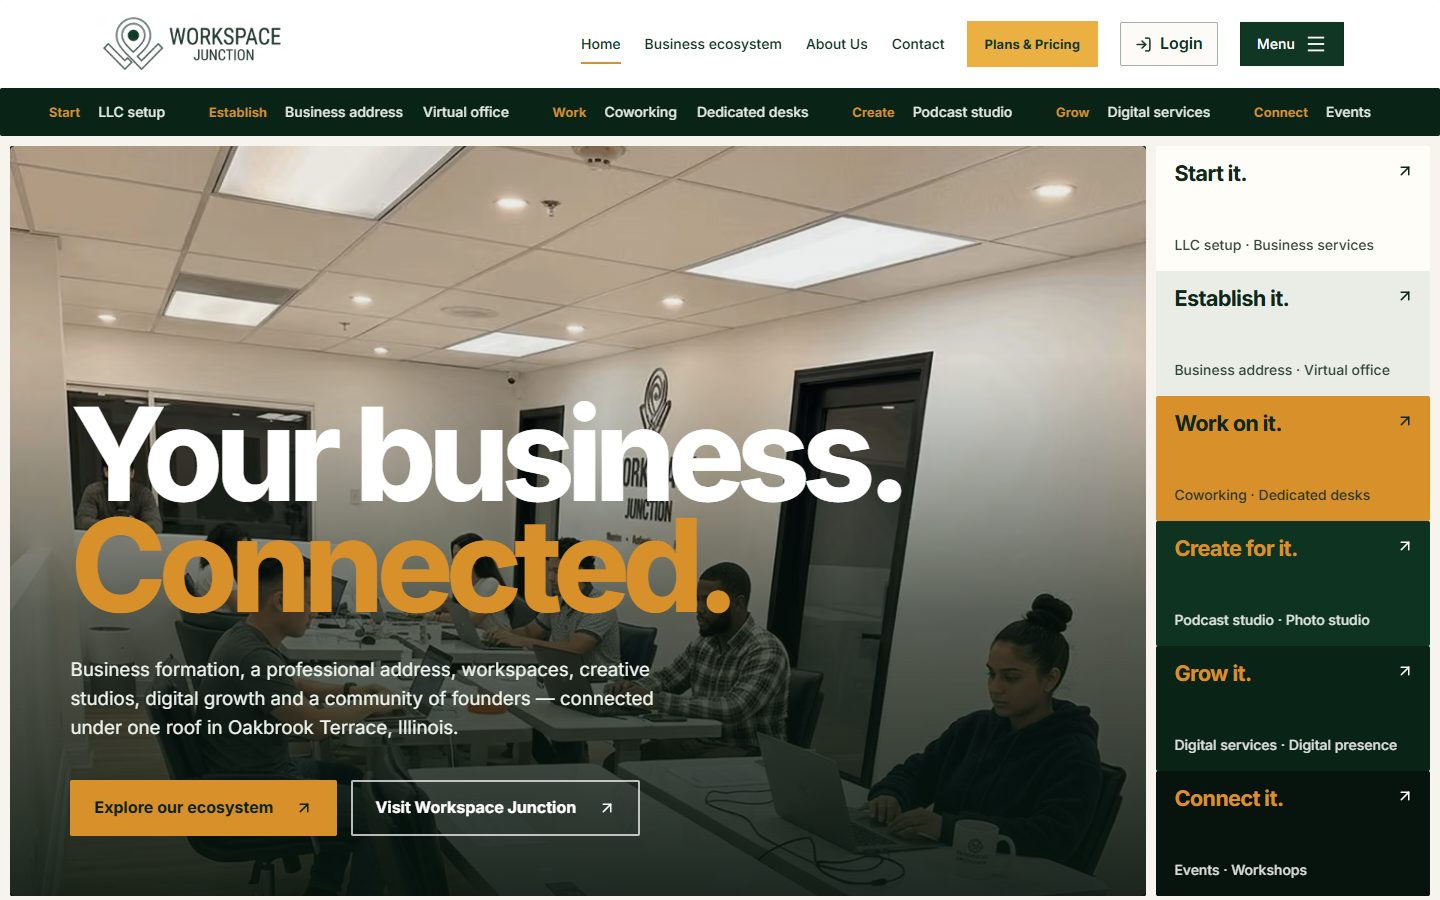 WORKSPACE
JUNCTION
Home
Business ecosystem
About Us
Contact
Plans & Pricing
Login
Menu
Start
LLC setup
Establish
Business address
Virtual office
Work
Coworking
Dedicated desks
Create
Podcast studio
Grow
Digital services
Connect
Events
Your business.
Connected.
Business formation, a professional address, workspaces, creative
studios, digital growth and a community of founders — connected
under one roof in Oakbrook Terrace, Illinois.
Explore our ecosystem
Visit Workspace Junction
JUNCTION
Start it.
LLC setup · Business services
Establish it.
Business address · Virtual office
Work on it.
Coworking · Dedicated desks
Create for it.
Podcast studio · Photo studio
Grow it.
Digital services · Digital presence
Connect it.
Events · Workshops